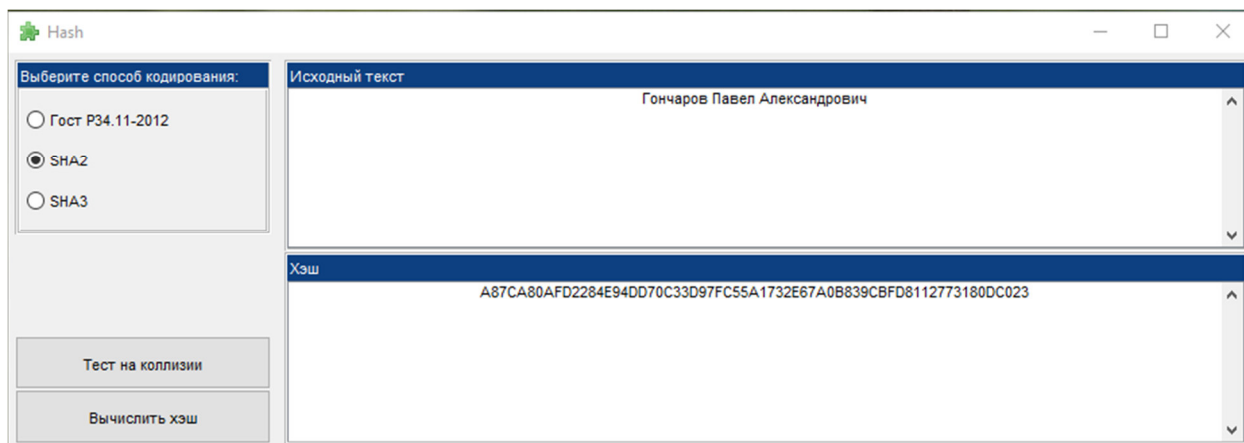 Hash
Выберите способ кодирования:
Гост Р34.11-2012
SHA2
SHA3
Исходный текст
Гончаров Павел Александрович
Хэш
A87CA80AFD2284E94DD70C33D97FC55A1732E67A0B839CBFD8112773180DC023
Тест на коллизии
Вычислить хэш